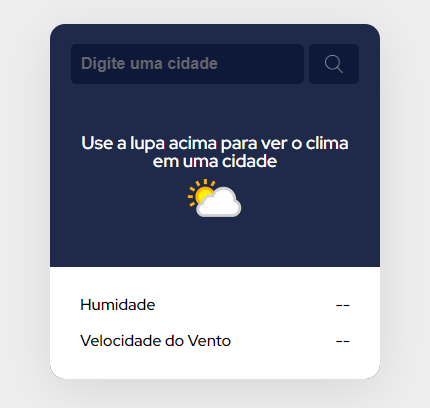 Digite uma cidade
Use a lupa acima para ver o clima
em uma cidade
Humidade --
Velocidade do Vento --